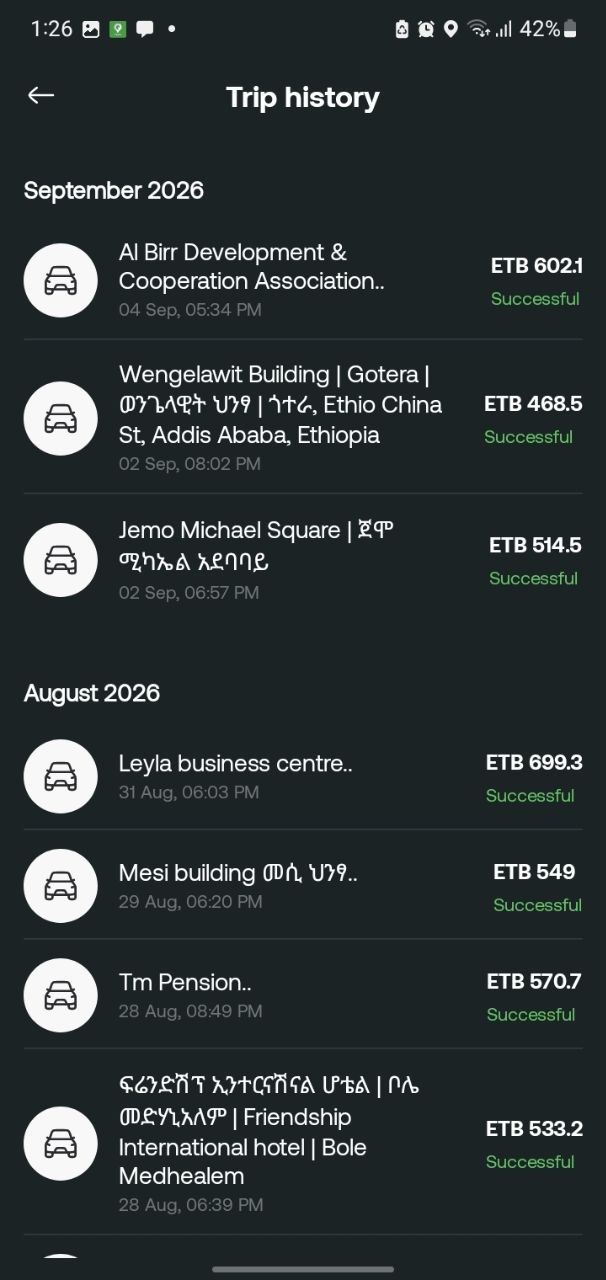 1:26
42%
Trip history
September 2026
Al Birr Development &
Cooperation Association..
ETB 602.1
04 Sep, 05:34 PM
Successful
Wengelawit Building | Gotera |
ወንጌላዊት ህንፃ | ጎተራ, Ethio China
St, Addis Ababa, Ethiopia
ETB 468.5
02 Sep, 08:02 PM
Successful
Jemo Michael Square | ጀሞ
ሚካኤል አደባባይ
ETB 514.5
02 Sep, 06:57 PM
Successful
August 2026
Leyla business centre..
ETB 699.3
31 Aug, 06:03 PM
Successful
Mesi building መሲ ህንፃ..
ETB 549
29 Aug, 06:20 PM
Successful
Tm Pension..
ETB 570.7
28 Aug, 08:49 PM
Successful
ፍሬንድሽፕ ኢንተርናሽናል ሆቴል | ቦሌ
መድሃኒአለም | Friendship
International hotel | Bole
Medhealem
ETB 533.2
28 Aug, 06:39 PM
Successful